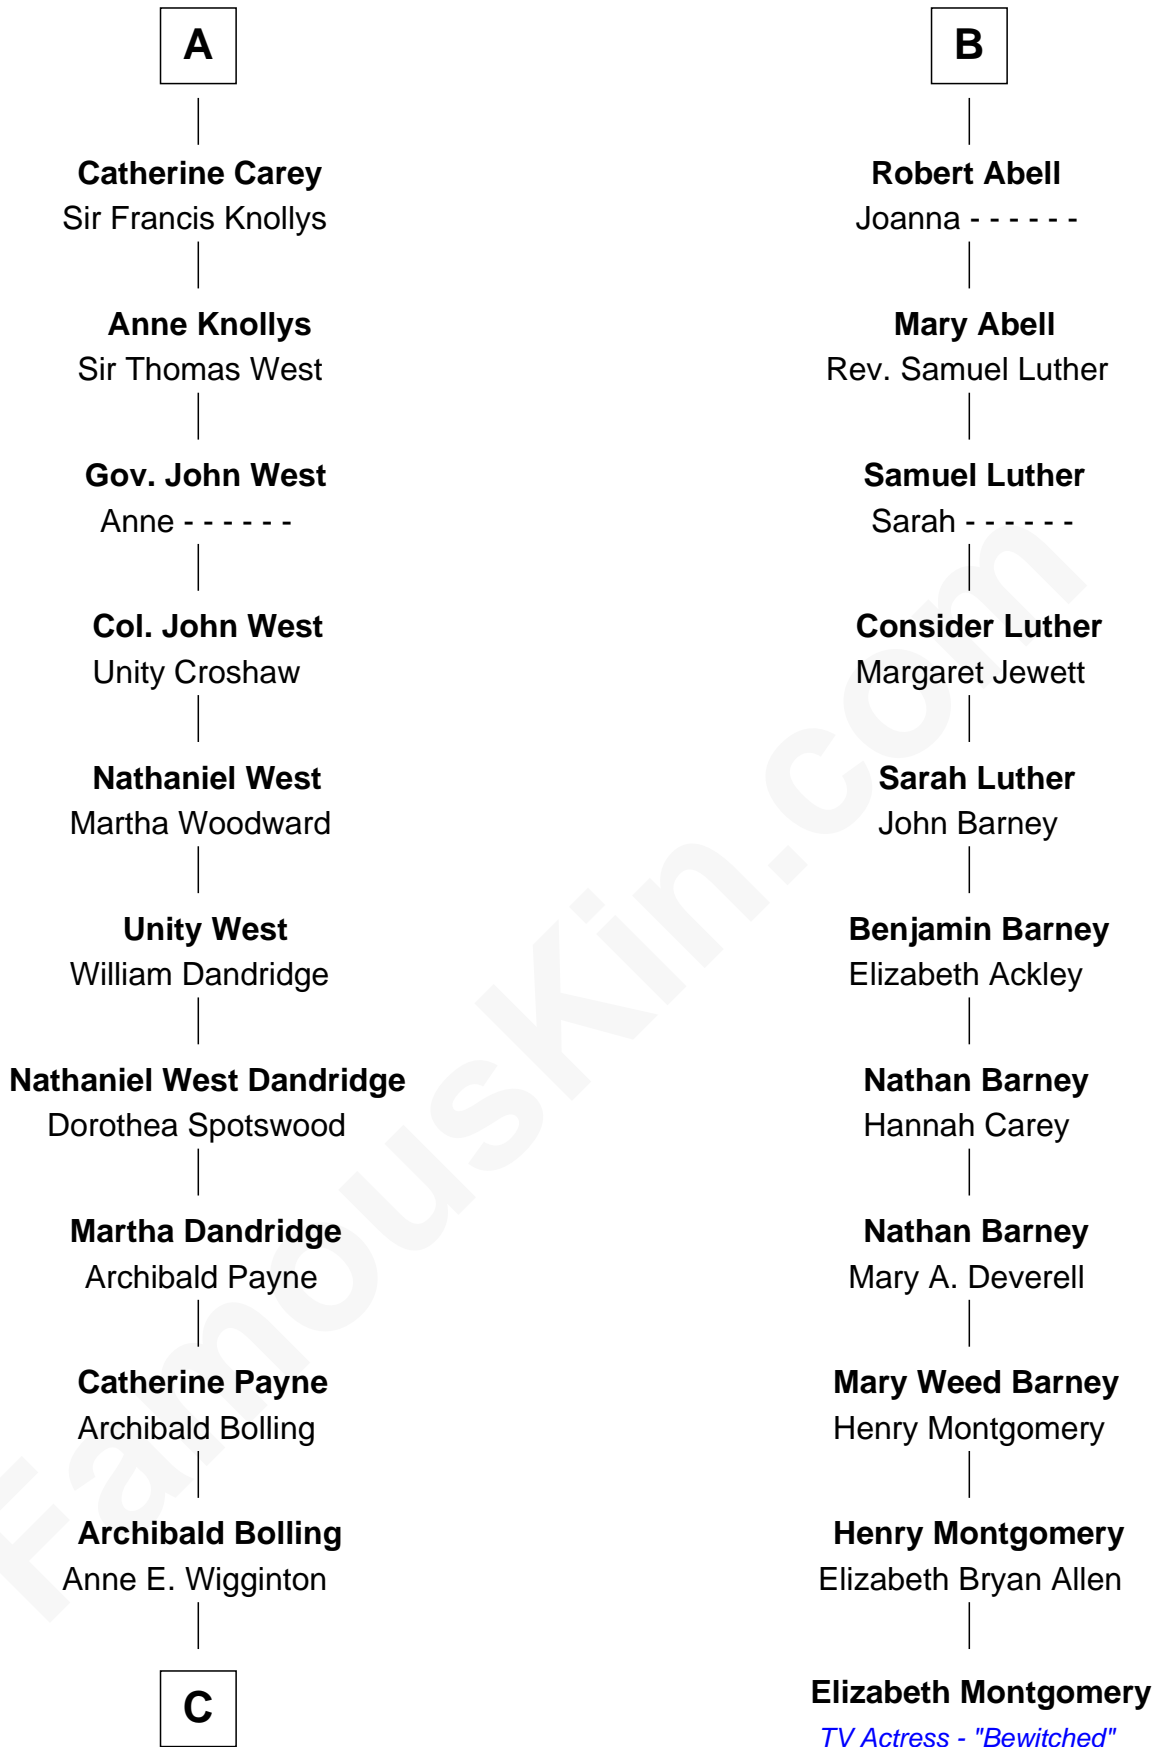 A
Catherine Carey
Sir Francis Knollys
Anne Knollys
Sir Thomas West
Gov. John West
Anne - - - - - -
Col. John West
Unity Croshaw
Nathaniel West
Martha Woodward
Unity West
William Dandridge
Nathaniel West Dandridge
Dorothea Spotswood
Martha Dandridge
Archibald Payne
Catherine Payne
Archibald Bolling
Archibald Bolling
Anne E. Wigginton
C
B
Robert Abell
Joanna - - - - - -
Mary Abell
Rev. Samuel Luther
Samuel Luther
Sarah - - - - - -
Consider Luther
Margaret Jewett
Sarah Luther
John Barney
Benjamin Barney
Elizabeth Ackley
Nathan Barney
Hannah Carey
Nathan Barney
Mary A. Deverell
Mary Weed Barney
Henry Montgomery
Henry Montgomery
Elizabeth Bryan Allen
Elizabeth Montgomery
TV Actress - "Bewitched"
FamousKin.com